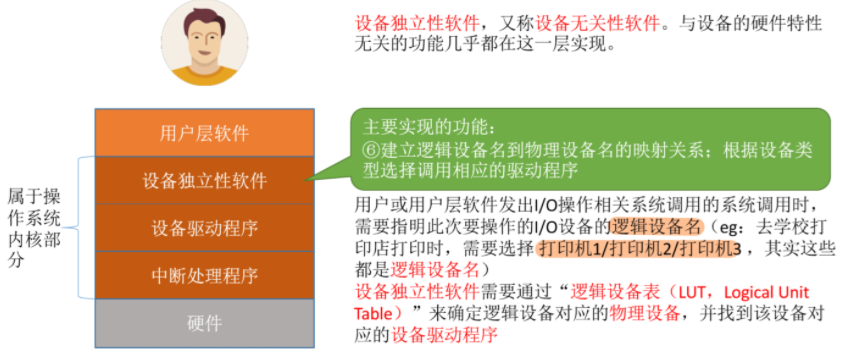 设备独立性软件，又称设备无关性软件。与设备的硬件特性
无关的功能几乎都在这一层实现。
用户层软件
设备独立性软件
设备驱动程序
中断处理程序
硬件
属于操
作系统
内核部
分
主要实现的功能：
⑥建立逻辑设备名到物理设备名的映射关系；根据设备类
型选择调用相应的驱动程序
用户或用户层软件发出I/O操作相关系统调用的系统调用时，
需要指明此次要操作的I/O设备的逻辑设备名（eg：去学校打
印店打印时，需要选择 打印机1/打印机2/打印机3 ，其实这些
都是逻辑设备名）
设备独立性软件需要通过“逻辑设备表（LUT，Logical Unit
Table）”来确定逻辑设备对应的物理设备，并找到该设备对
应的设备驱动程序